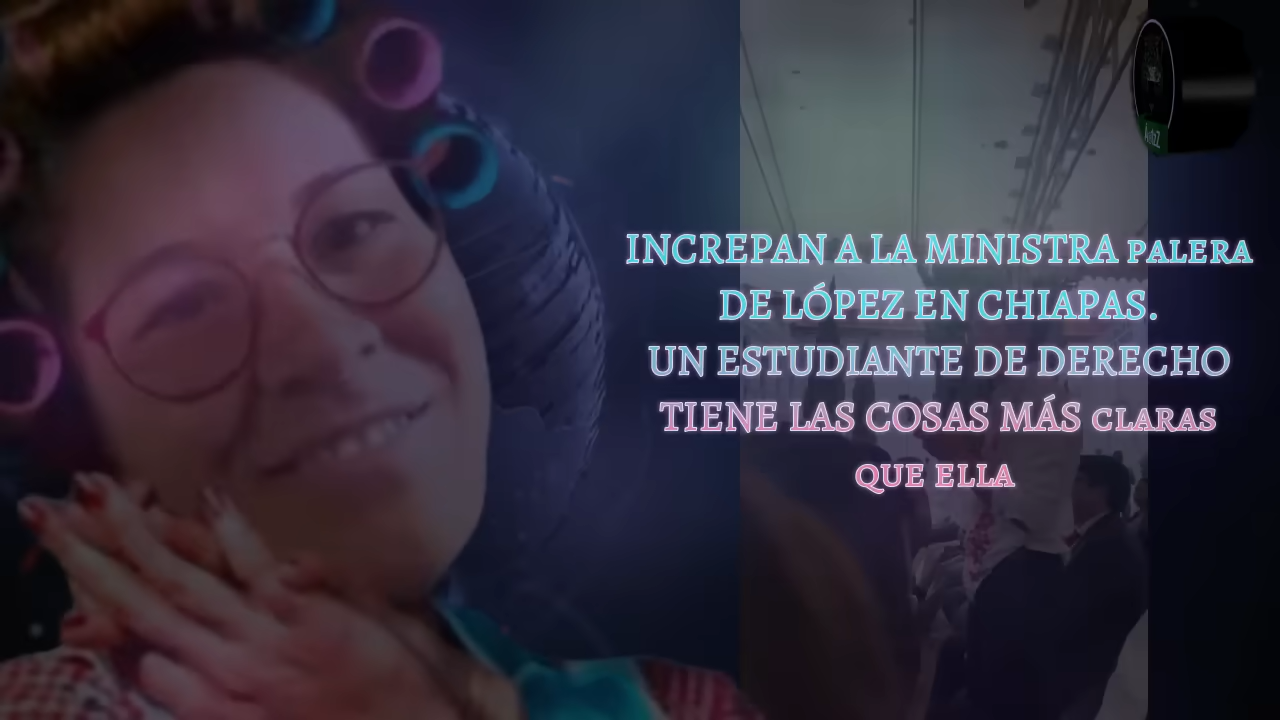 INCREPAN A LA MINISTRA PALERA
DE LÓPEZ EN CHIAPAS.
UN ESTUDIANTE DE DERECHO
TIENE LAS COSAS MÁS CLARAS
QUE ELLA